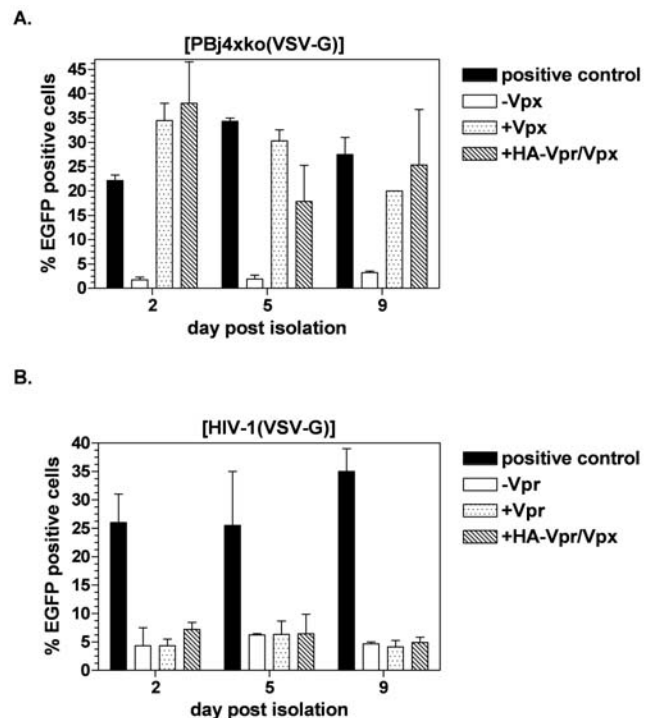 A.
[PBj4xko(VSV-G)]
% EGFP positive cells
45
40
35
30
25
20
15
10
5
0
2 5 9
day post isolation
positive control
-Vpx
+Vpx
+HA-Vpr/Vpx
B.
[HIV-1(VSV-G)]
% EGFP positive cells
40
35
30
25
20
15
10
5
0
2 5 9
day post isolation
positive control
-Vpr
+Vpr
+HA-Vpr/Vpx